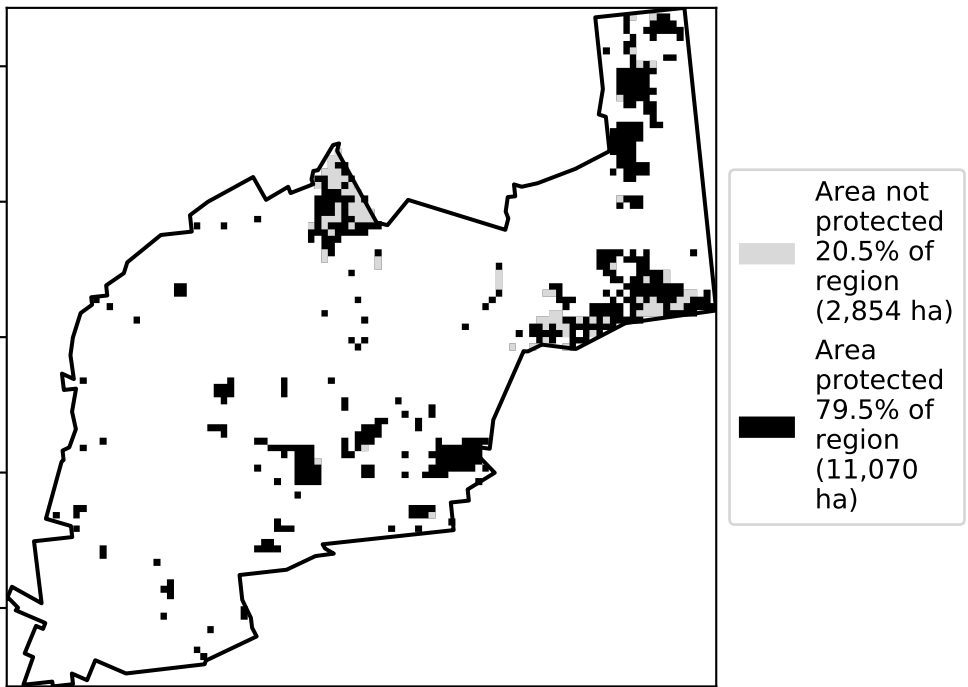 Area not
protected
20.5% of
region
(2,854 ha)
Area
protected
79.5% of
region
(11,070
ha)